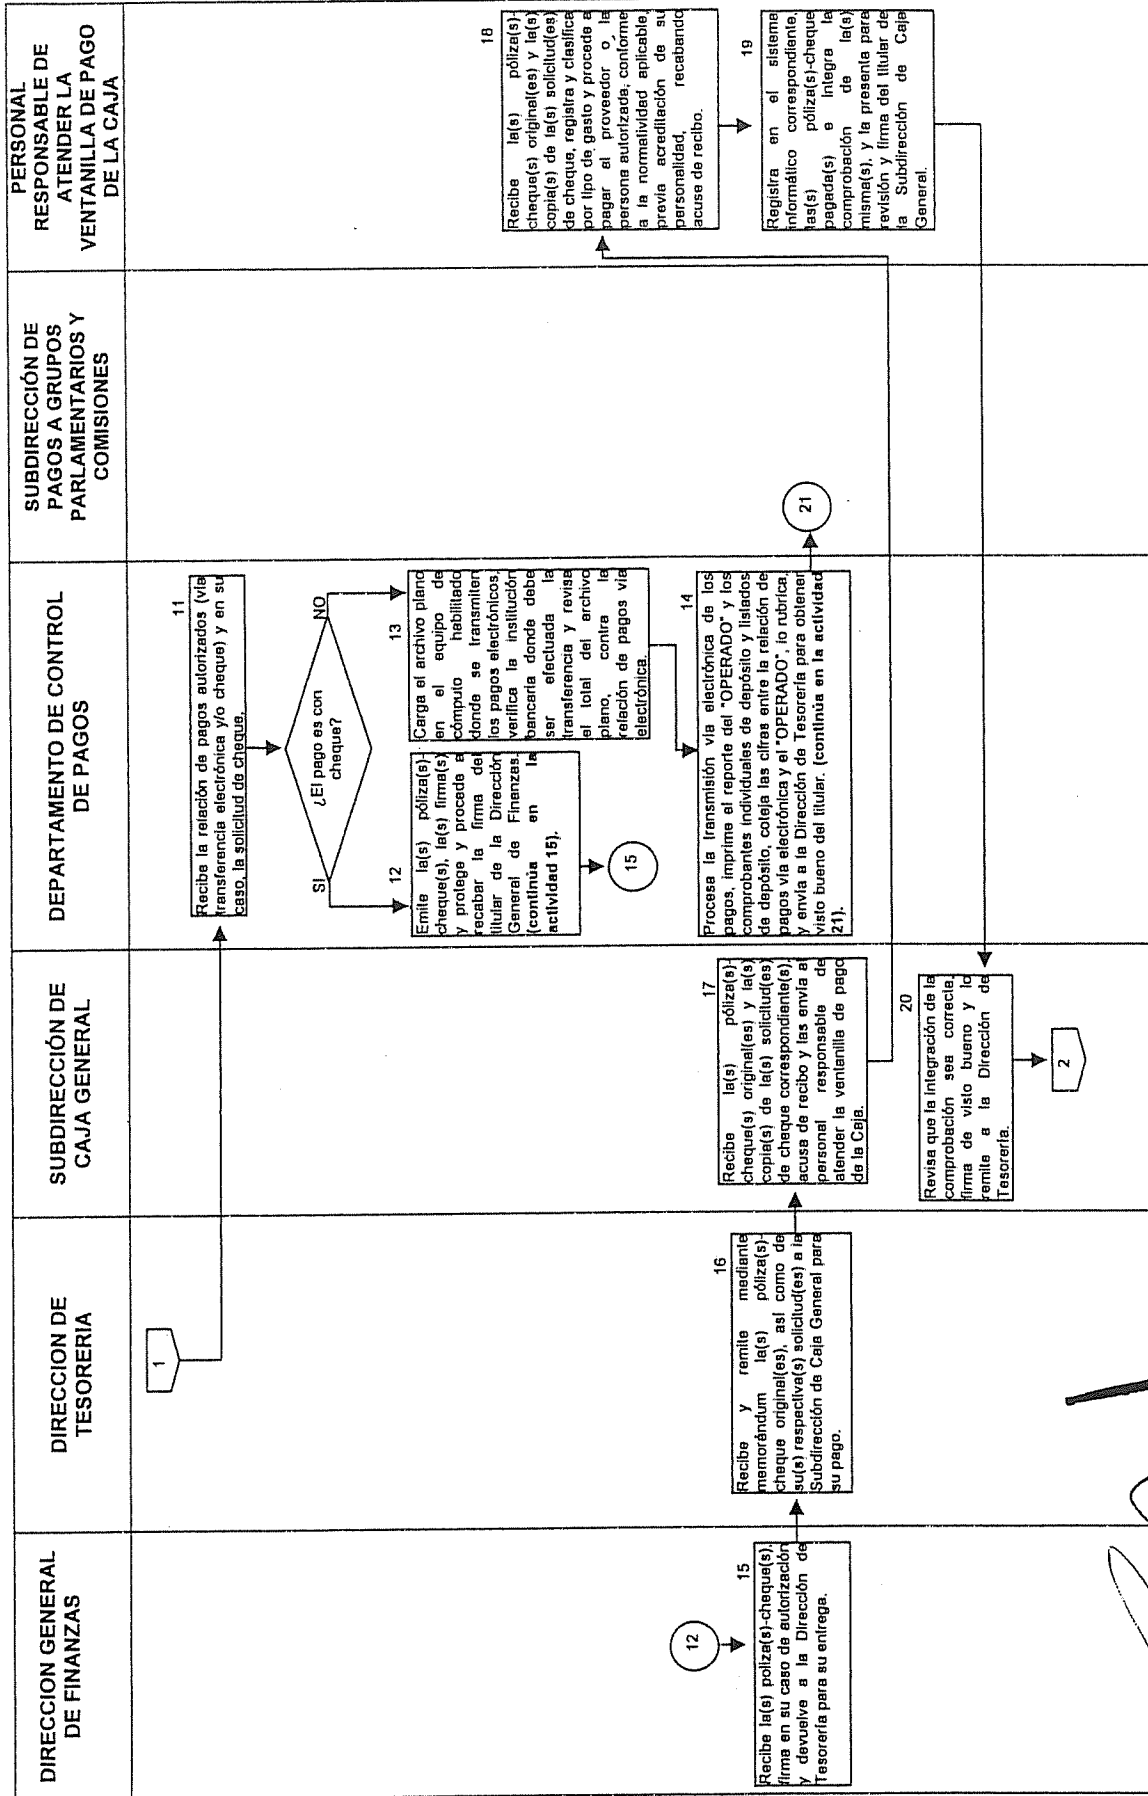 DIRECCION GENERAL
DE FINANZAS
DIRECCION DE
TESORERIA
SUBDIRECCIÓN DE
CAJA GENERAL
DEPARTAMENTO DE CONTROL
DE PAGOS
SUBDIRECCIÓN DE
PAGOS A GRUPOS
PARLAMENTARIOS Y
COMISIONES
PERSONAL
RESPONSABLE DE
ATENDER LA
VENTANILLA DE PAGO
DE LA CAJA
1
11
Recibe la relación de pagos autorizados (vía
transferencia electrónica y/o cheque) y en su
caso, la solicitud de cheque.
¿El pago es con
cheque?
SI
NO
12
Emite la(s) póliza(s)-
cheque(s), la(s) firma(s)
y protege y procede a
recabar la firma del
titular de la Dirección
General de Finanzas.
(continúa en la
actividad 15).
15
13
Carga el archivo plano
en el equipo de
cómputo habilitado
donde se transmiten
los pagos electrónicos,
verifica la institución
bancaria donde debe
ser efectuada la
transferencia y revisa
el total del archivo
plano, contra la
relación de pagos vía
electrónica.
14
Procesa la transmisión vía electrónica de los
pagos, imprime el reporte del "OPERADO" y los
comprobantes individuales de depósito y listados
de depósito, coteja las cifras entre la relación de
pagos vía electrónica y el "OPERADO", lo rubrica,
y envía a la Dirección de Tesorería para obtener
visto bueno del titular. (continúa en la actividad
21).
21
12
15
Recibe la(s) poliza(s)-cheque(s),
firma en su caso de autorización
y devuelve a la Dirección de
Tesorería para su entrega.
16
Recibe y remite mediante
memorándum la(s) póliza(s)-
cheque original(es), así como de
su(s) respectiva(s) solicitud(es) a la
Subdirección de Caja General para
su pago.
17
Recibe la(s) póliza(s)-
cheque(s) original(es) y la(s)
copia(s) de la(s) solicitud(es)
de cheque correspondiente(s),
acusa de recibo y las envía al
personal responsable de
atender la ventanilla de pago
de la Caja.
18
Recibe la(s) póliza(s)-
cheque(s) original(es) y la(s)
copia(s) de la(s) solicitud(es)
de cheque, registra y clasifica
por tipo de gasto y procede a
pagar al proveedor o la
persona autorizada, conforme
a la normatividad aplicable,
previa acreditación de su
personalidad, recabando
acuse de recibo.
19
Registra en el sistema
informático correspondiente,
las(s) póliza(s)-cheque
pagada(s) e integra la
comprobación de la(s)
misma(s), y la presenta para
revisión y firma del titular de
la Subdirección de Caja
General.
20
Revisa que la integración de la
comprobación sea correcta,
firma de visto bueno y lo
remite a la Dirección de
Tesorería.
2